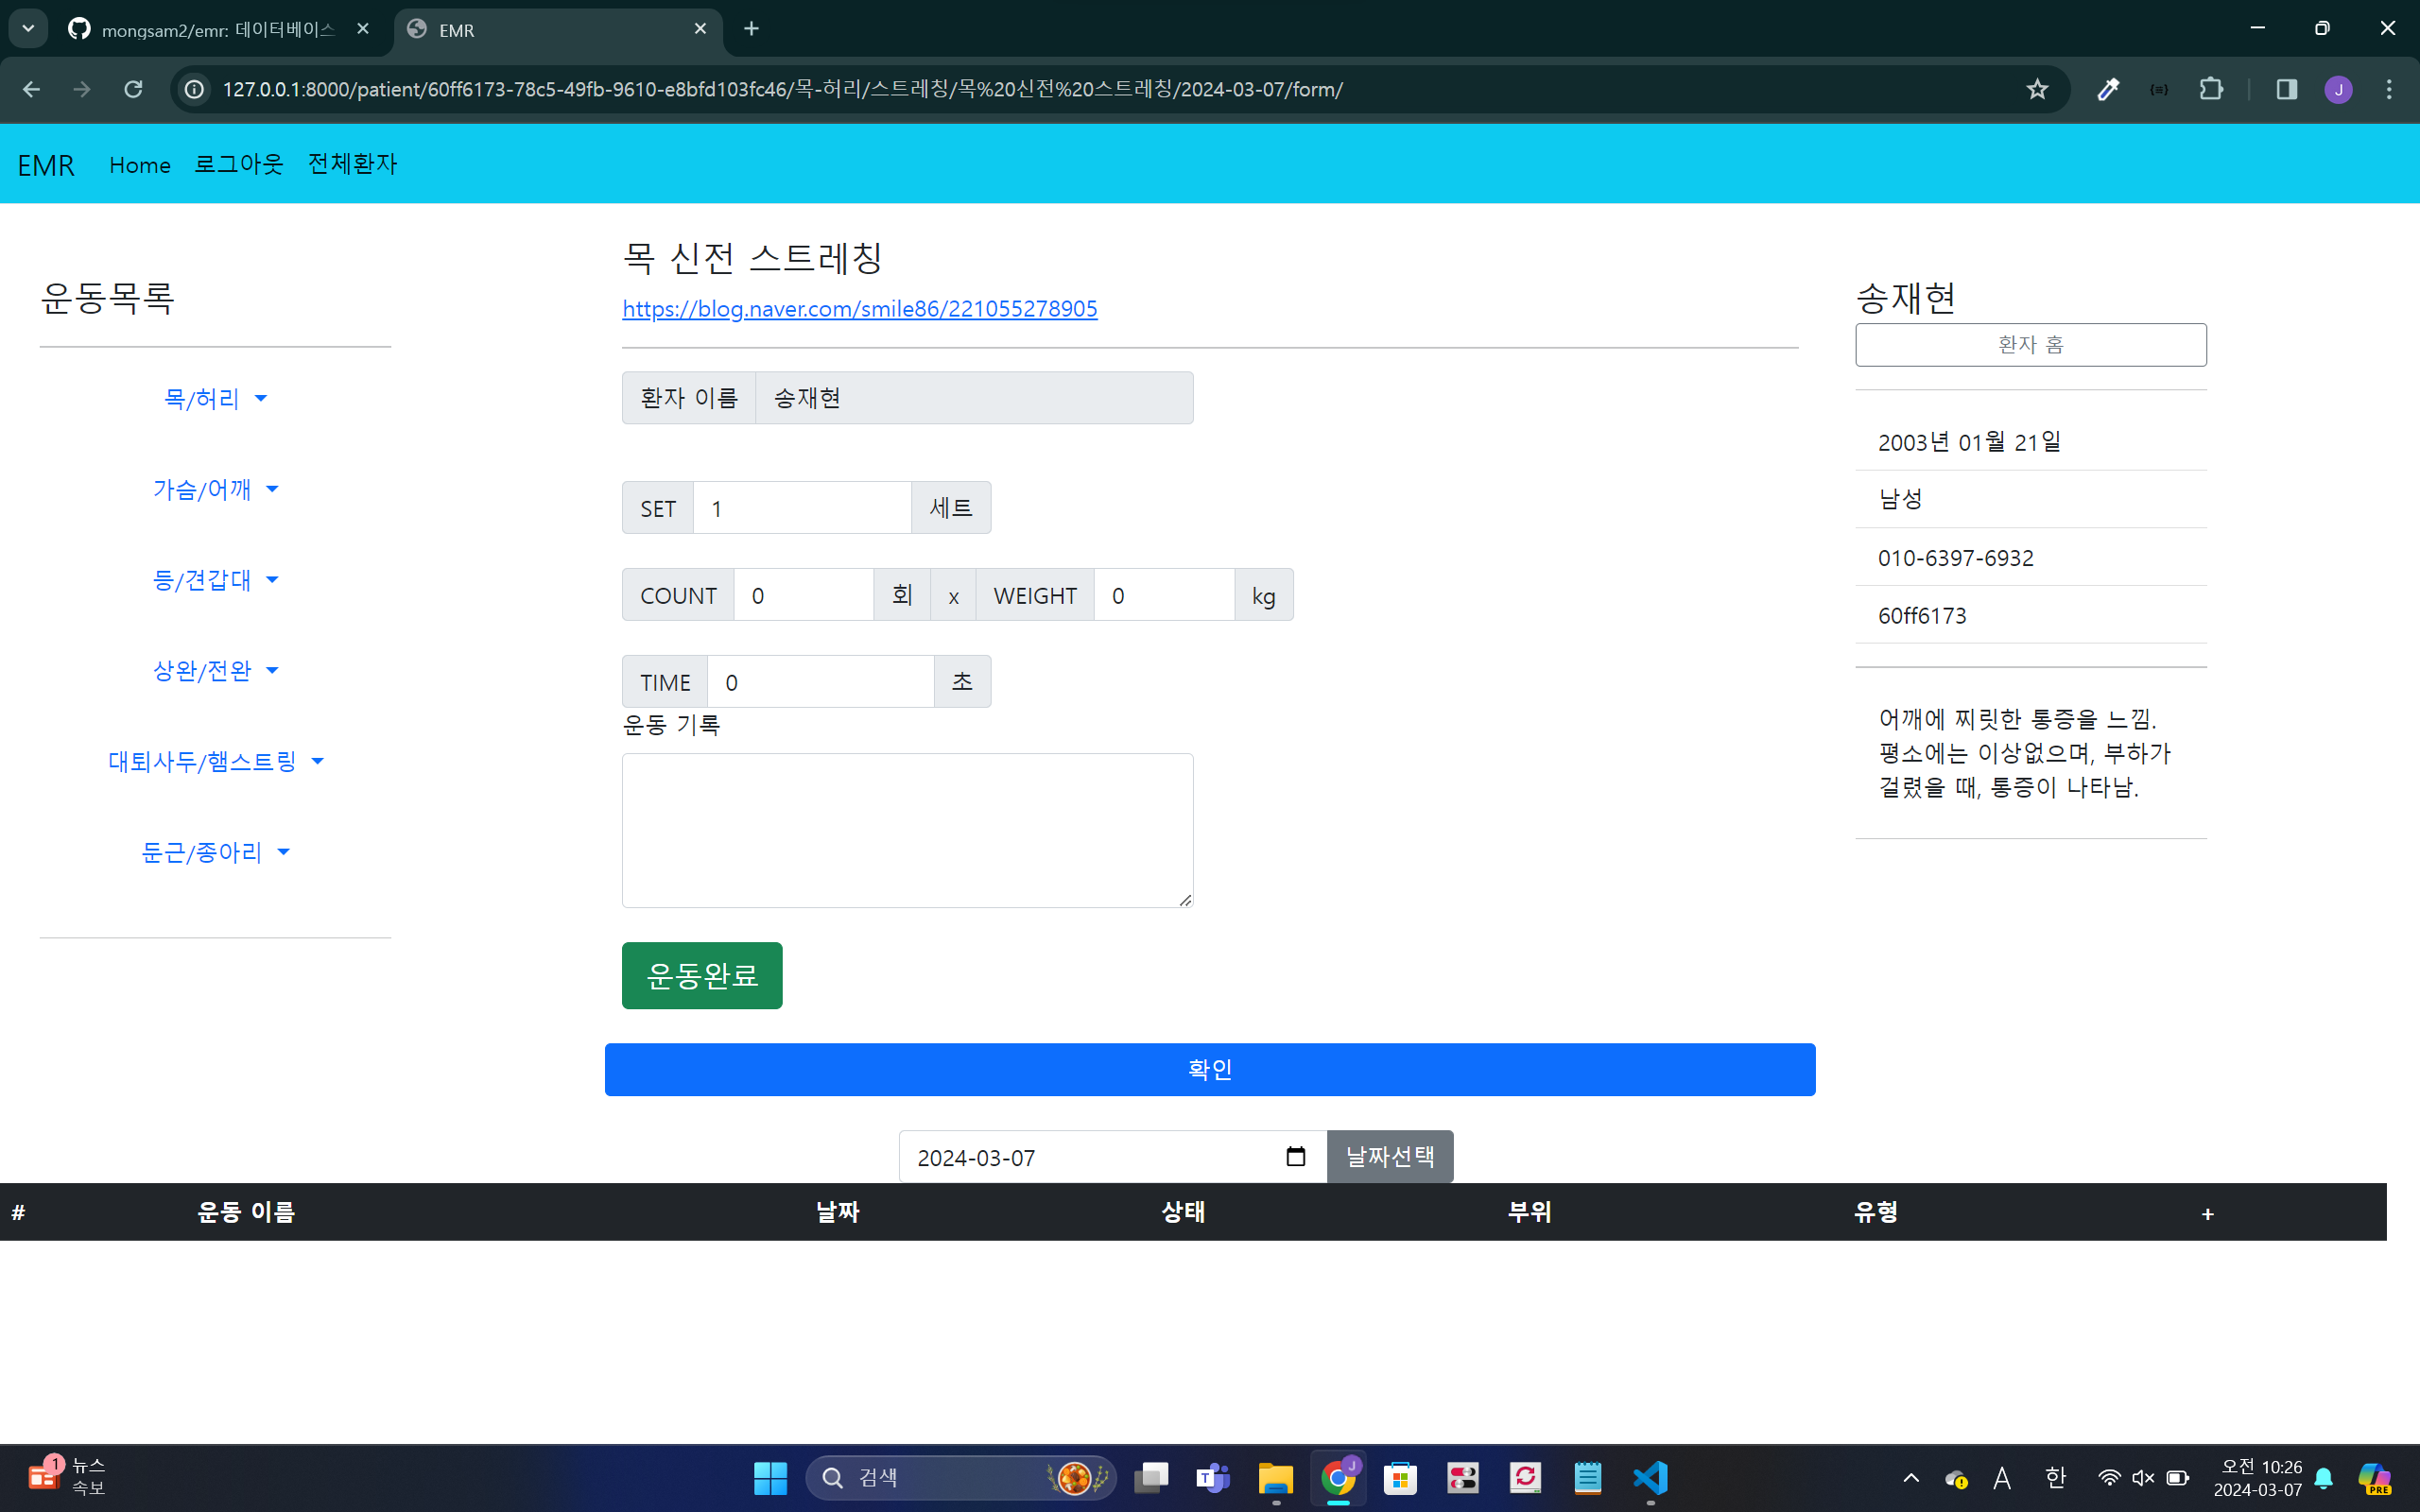 mongsam2/emr: 데이터베이스
EMR
127.0.0.1:8000/patient/60ff6173-78c5-49fb-9610-e8bfd103fc46/목-허리/스트레칭/목%20신전%20스트레칭/2024-03-07/form/
J
EMR Home 로그아웃 전체환자
운동목록
목/허리
가슴/어깨
등/견갑대
상완/전완
대퇴사두/햄스트링
둔근/종아리
목 신전 스트레칭
https://blog.naver.com/smile86/221055278905
환자 이름 송재현
SET 1 세트
COUNT 0 회 x WEIGHT 0 kg
TIME 0 초
운동 기록
운동완료
확인
2024-03-07 날짜선택
송재현
환자 홈
2003년 01월 21일
남성
010-6397-6932
60ff6173
어깨에 찌릿한 통증을 느낌.
평소에는 이상없으며, 부하가
걸렸을 때, 통증이 나타남.
# 운동 이름 날짜 상태 부위 유형 +
1 뉴스
속보
검색
T
J
A 한
오전 10:26
2024-03-07
PRE